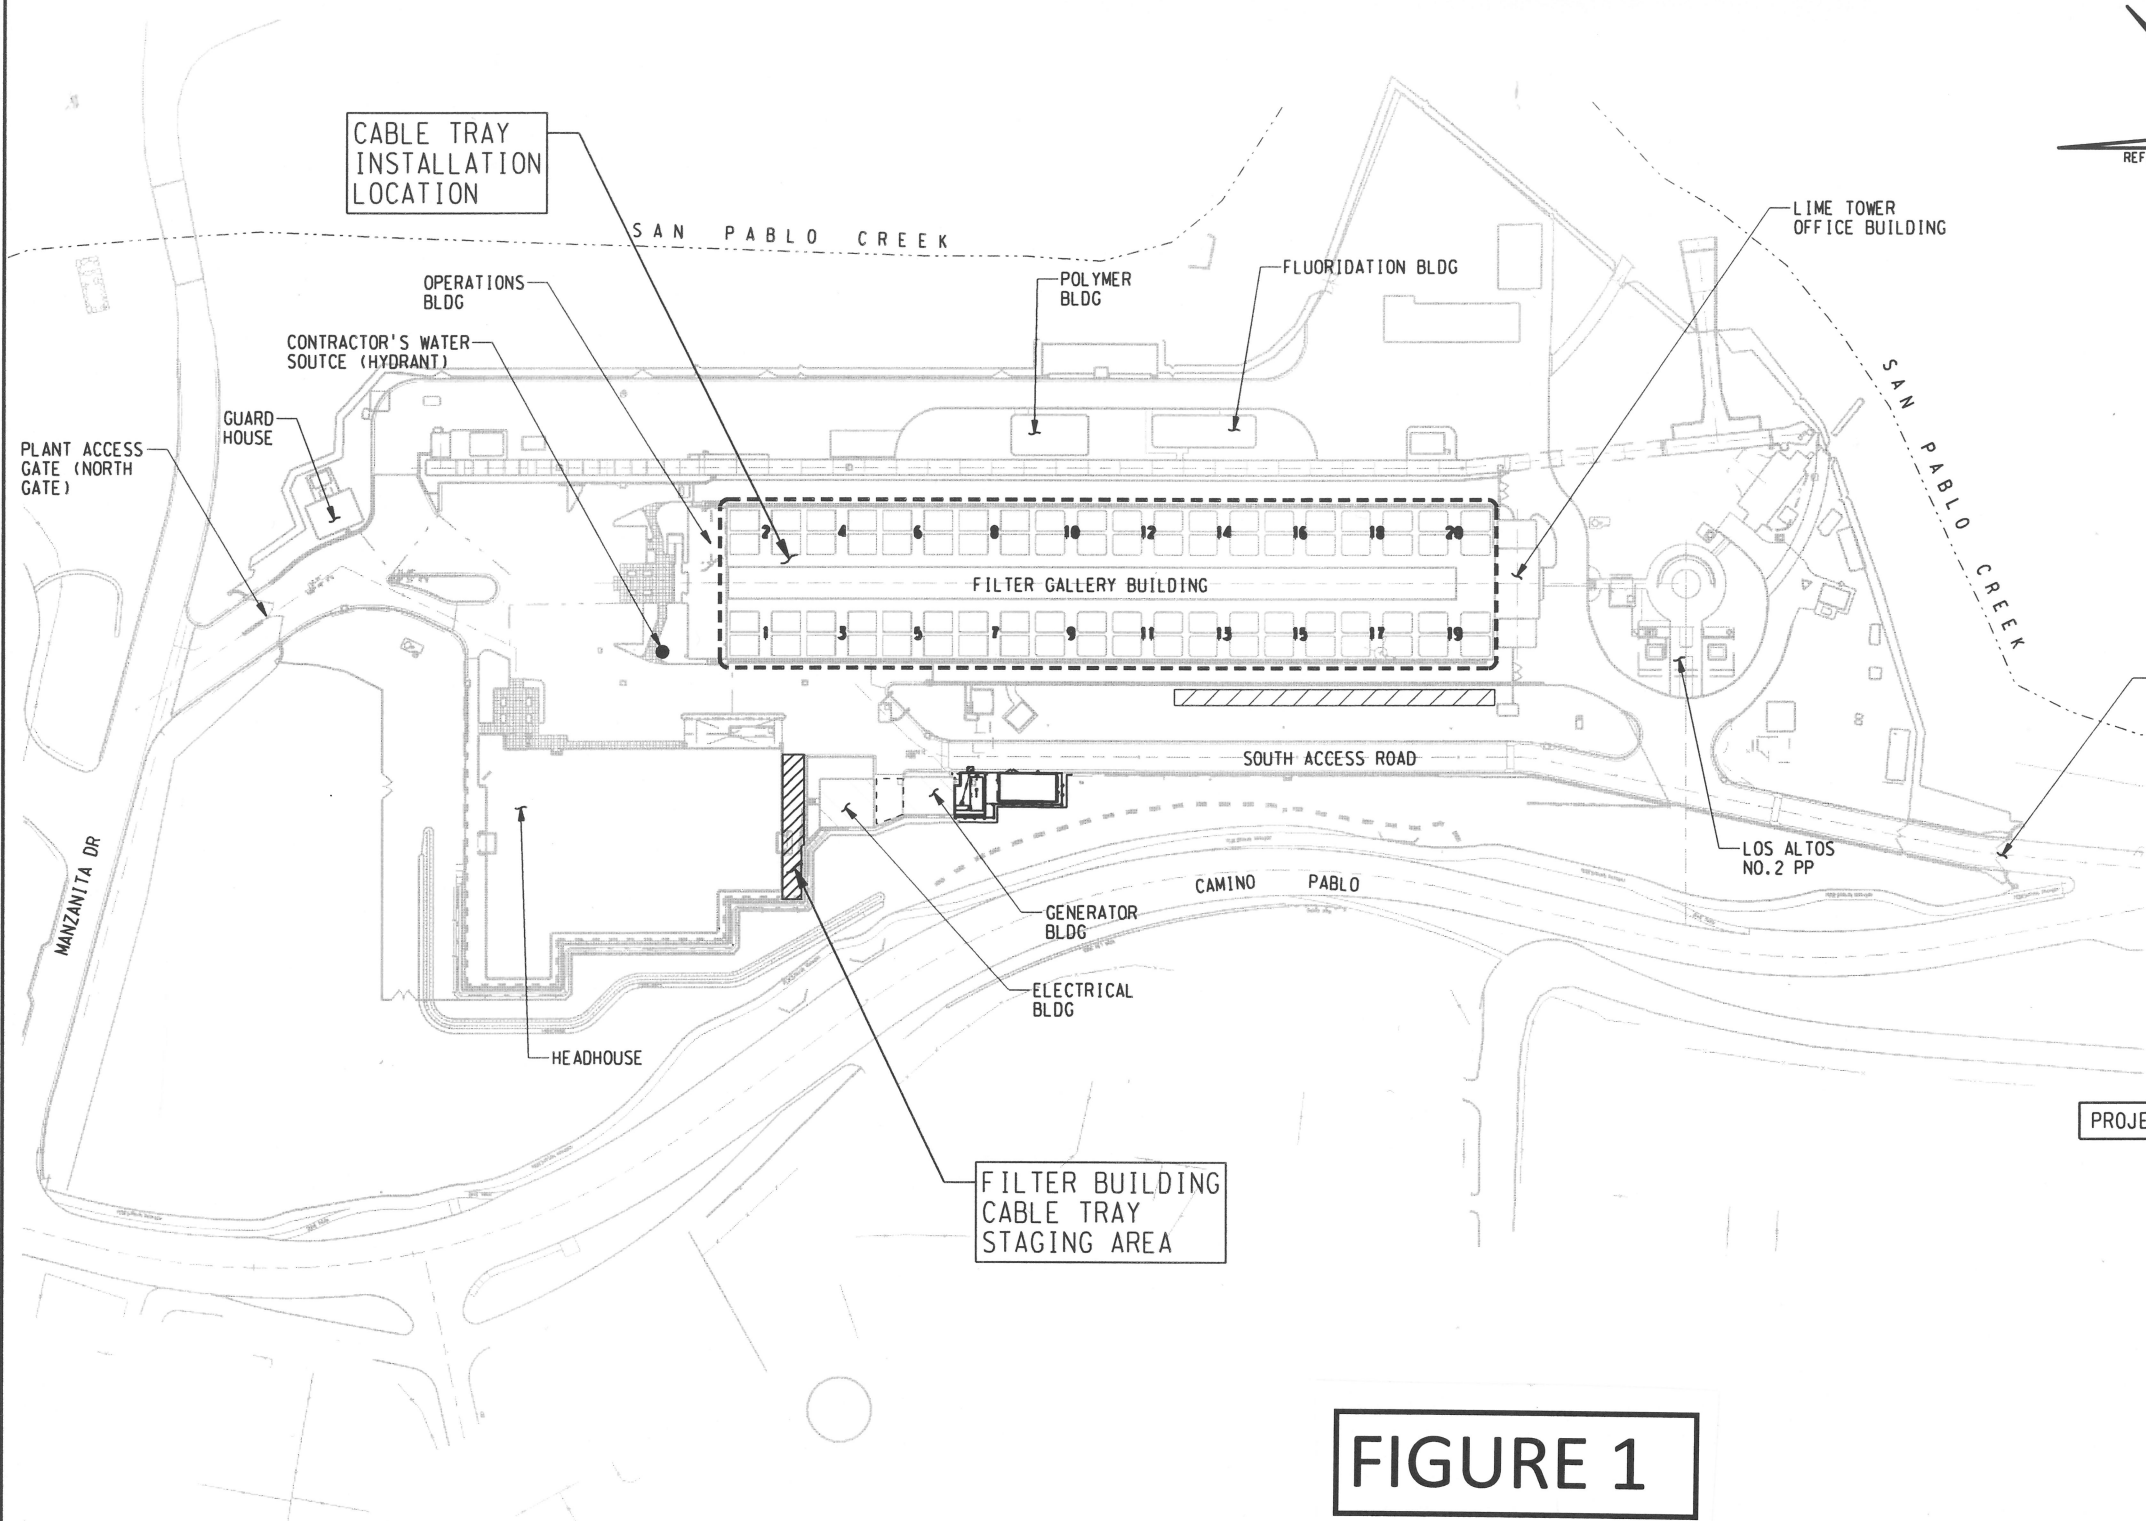 REF
CABLE TRAY
INSTALLATION
LOCATION
LIME TOWER
OFFICE BUILDING
SAN PABLO CREEK
OPERATIONS
BLDG
POLYMER
BLDG
FLUORIDATION BLDG
CONTRACTOR'S WATER
SOUTCE (HYDRANT)
SAN PABLO CREEK
GUARD
HOUSE
PLANT ACCESS
GATE (NORTH
GATE)
2 4 6 8 10 12 14 16 18 20
FILTER GALLERY BUILDING
1 3 5 7 9 11 13 15 17 19
SOUTH ACCESS ROAD
MANZANITA DR
LOS ALTOS
NO.2 PP
CAMINO PABLO
GENERATOR
BLDG
ELECTRICAL
BLDG
HEADHOUSE
PROJE
FILTER BUILDING
CABLE TRAY
STAGING AREA
FIGURE 1